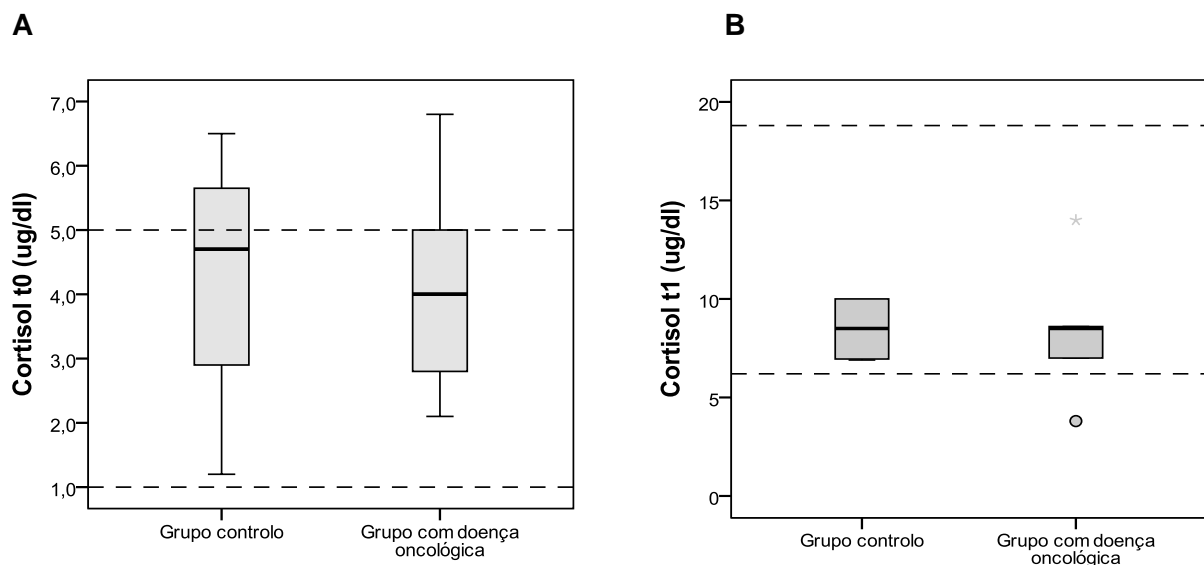 A
B
7,0
6,0
5,0
4,0
3,0
2,0
1,0
Cortisol t0 (ug/dl)
Grupo controlo
Grupo com doença
oncológica
20
15
10
5
0
Cortisol t1 (ug/dl)
Grupo controlo
Grupo com doença
oncológica